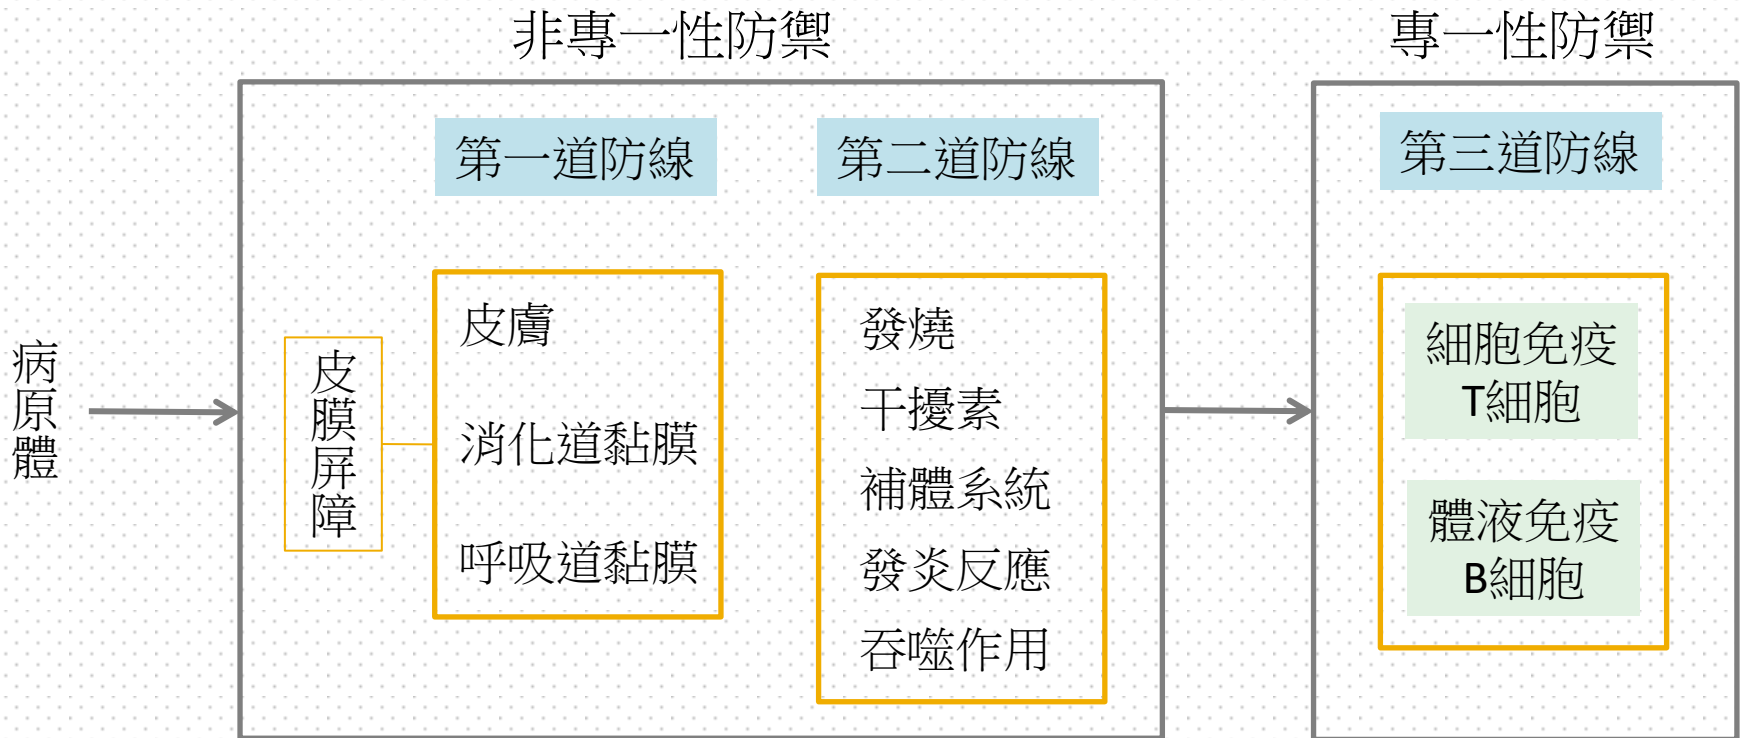 非專一性防禦
專一性防禦
第一道防線
第二道防線
第三道防線
病原體
皮膜屏障
皮膚
消化道黏膜
呼吸道黏膜
發燒
干擾素
補體系統
發炎反應
吞噬作用
細胞免疫
T細胞
體液免疫
B細胞